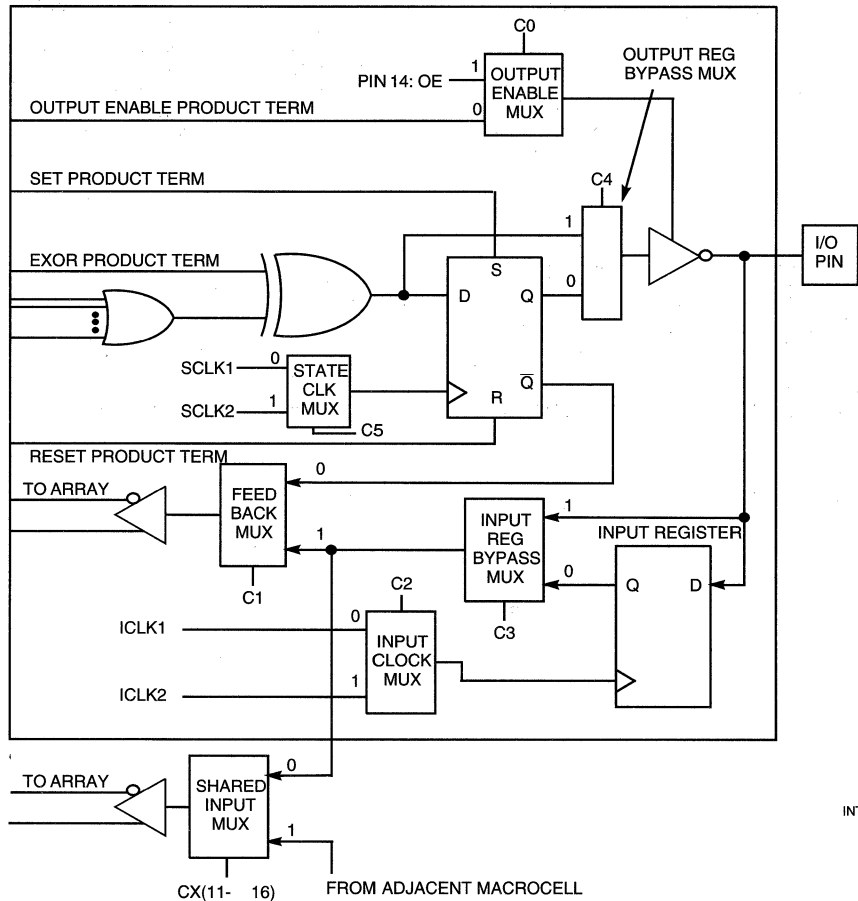 C0
OUTPUT REG
BYPASS MUX
1
PIN 14: OE
OUTPUT
ENABLE
MUX
0
OUTPUT ENABLE PRODUCT TERM
SET PRODUCT TERM
C4
1
I/O
PIN
EXOR PRODUCT TERM
S
D
Q
0
SCLK1
0
STATE
CLK
MUX
Q
SCLK2
1
R
C5
RESET PRODUCT TERM
0
TO ARRAY
FEED
BACK
MUX
1
INPUT
REG
BYPASS
MUX
1
INPUT REGISTER
0
Q
D
C1
C2
C3
ICLK1
0
INPUT
CLOCK
MUX
ICLK2
1
TO ARRAY
SHARED
INPUT
MUX
0
1
INT
CX(11- 16)
FROM ADJACENT MACROCELL